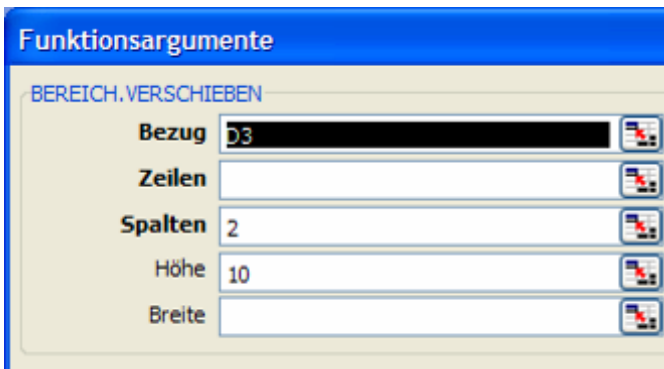 Funktionsargumente
BEREICH.VERSCHIEBEN
Bezug D3
Zeilen
Spalten 2
Höhe 10
Breite